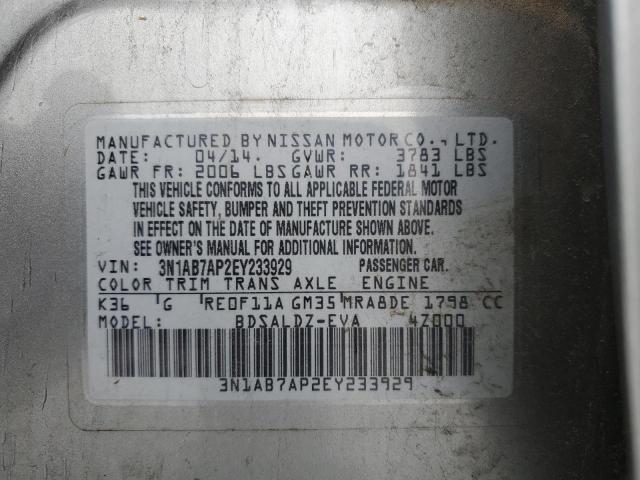 MANUFACTURED BY NISSAN MOTOR CO., LTD.
DATE: 04/14. GVWR: 3783 LBS
GAWR FR: 2006 LBS GAWR RR: 1841 LBS
THIS VEHICLE CONFORMS TO ALL APPLICABLE FEDERAL MOTOR
VEHICLE SAFETY, BUMPER AND THEFT PREVENTION STANDARDS
IN EFFECT ON THE DATE OF MANUFACTURE SHOWN ABOVE.
SEE OWNER'S MANUAL FOR ADDITIONAL INFORMATION.
VIN: 3N1AB7AP2EY233929 PASSENGER CAR.
COLOR TRIM TRANS AXLE ENGINE
K36 G RE0F11A GM35 MRA8DE 1798 CC
MODEL: BDSALDZ-EVA 4Z000
3N1AB7AP2EY233929